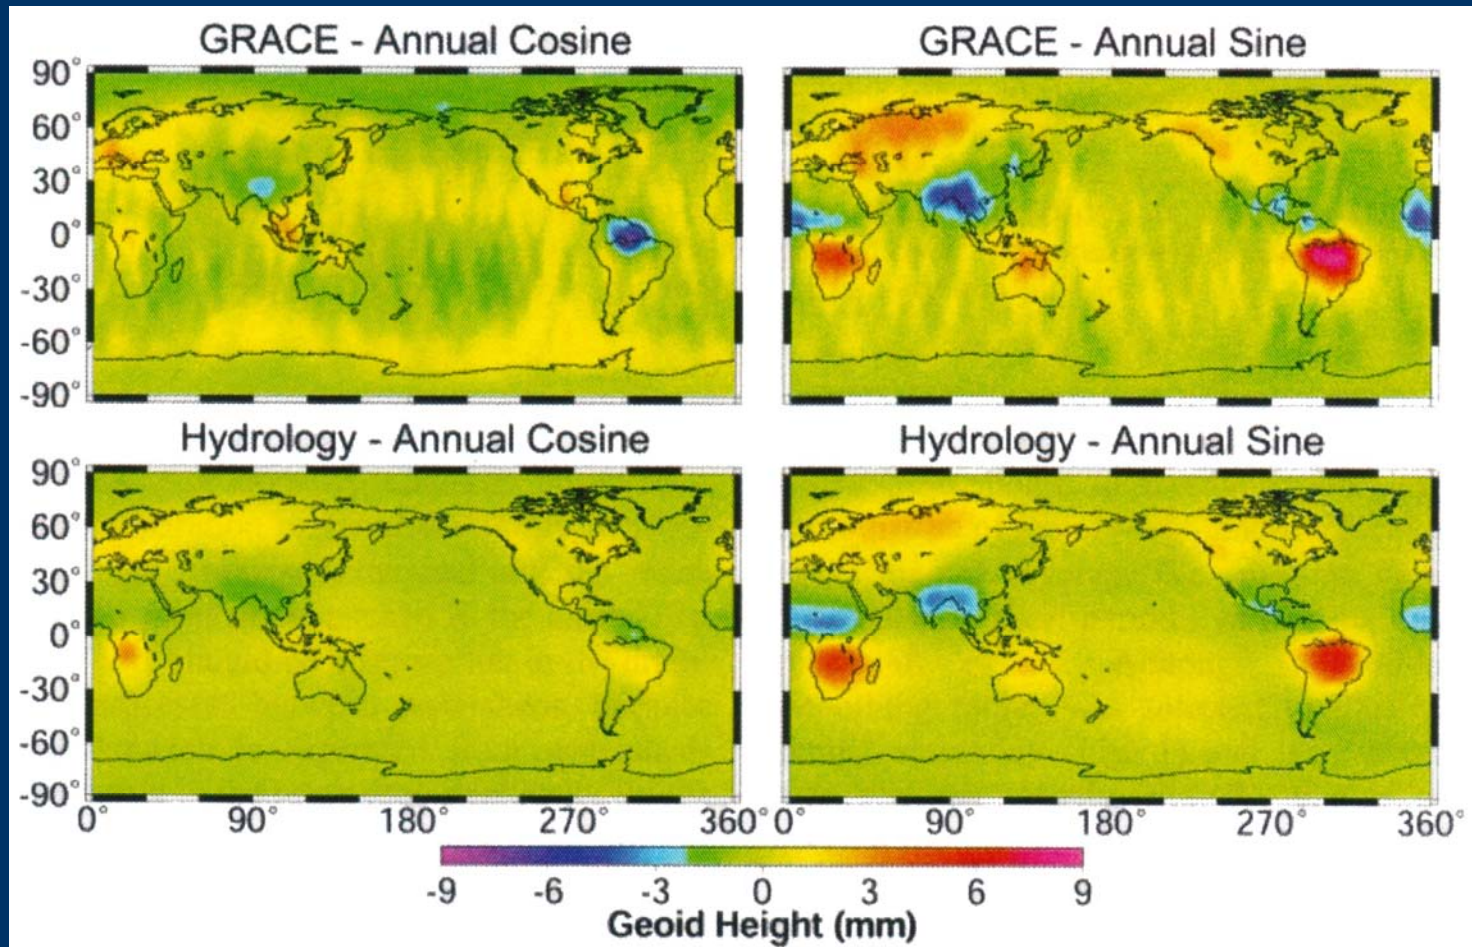 GRACE - Annual Cosine
GRACE - Annual Sine
90°
60°
30°
0°
-30°
-60°
-90°
Hydrology - Annual Cosine
Hydrology - Annual Sine
90°
60°
30°
0°
-30°
-60°
-90°
0° 90° 180° 270° 360° 0° 90° 180° 270° 360°
-9 -6 -3 0 3 6 9
Geoid Height (mm)